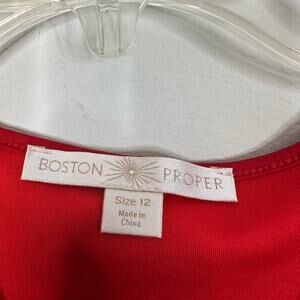 BOSTON PROPER
Size 12
Made in
China